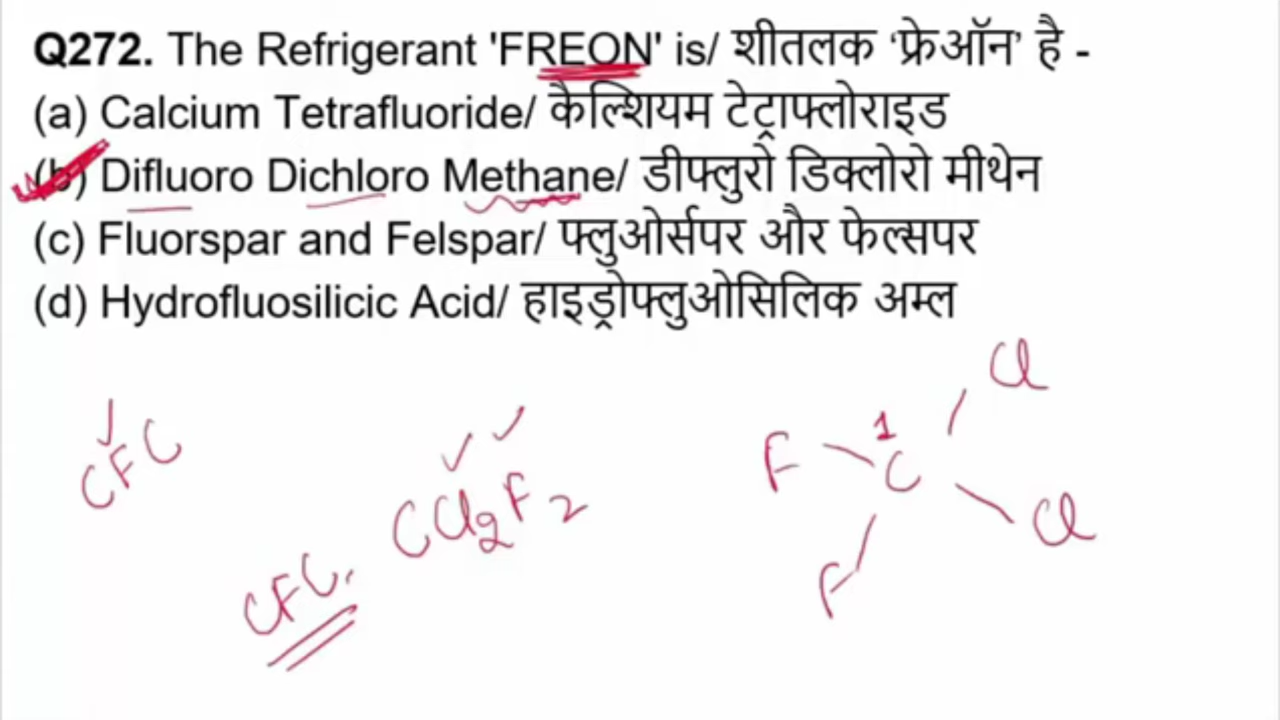 Q272. The Refrigerant 'FREON' is/ शीतलक ‘फ्रेऑन’ है -
(a) Calcium Tetrafluoride/ कैल्शियम टेट्राफ्लोराइड
(b) Difluoro Dichloro Methane/ डीफ्लुरो डिक्लोरो मीथेन
(c) Fluorspar and Felspar/ फ्लुओर्सपर और फेल्सपर
(d) Hydrofluosilicic Acid/ हाइड्रोफ्लुओसिलिक अम्ल
Cl
1
CFC
F C
CCl2F2
Cl
CFC.
F